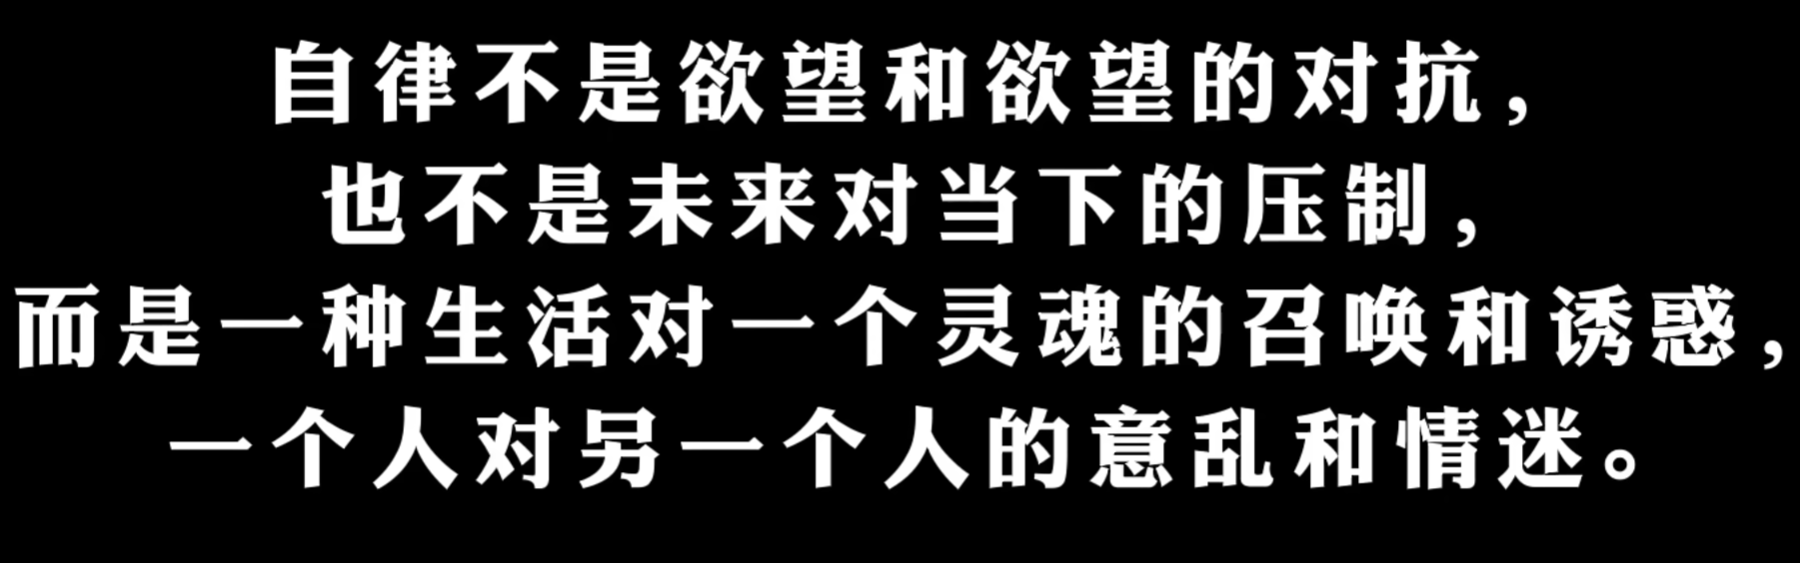 自律不是欲望和欲望的对抗，
也不是未来对当下的压制，
而是一种生活对一个灵魂的召唤和诱惑，
一个人对另一个人的意乱和情迷。